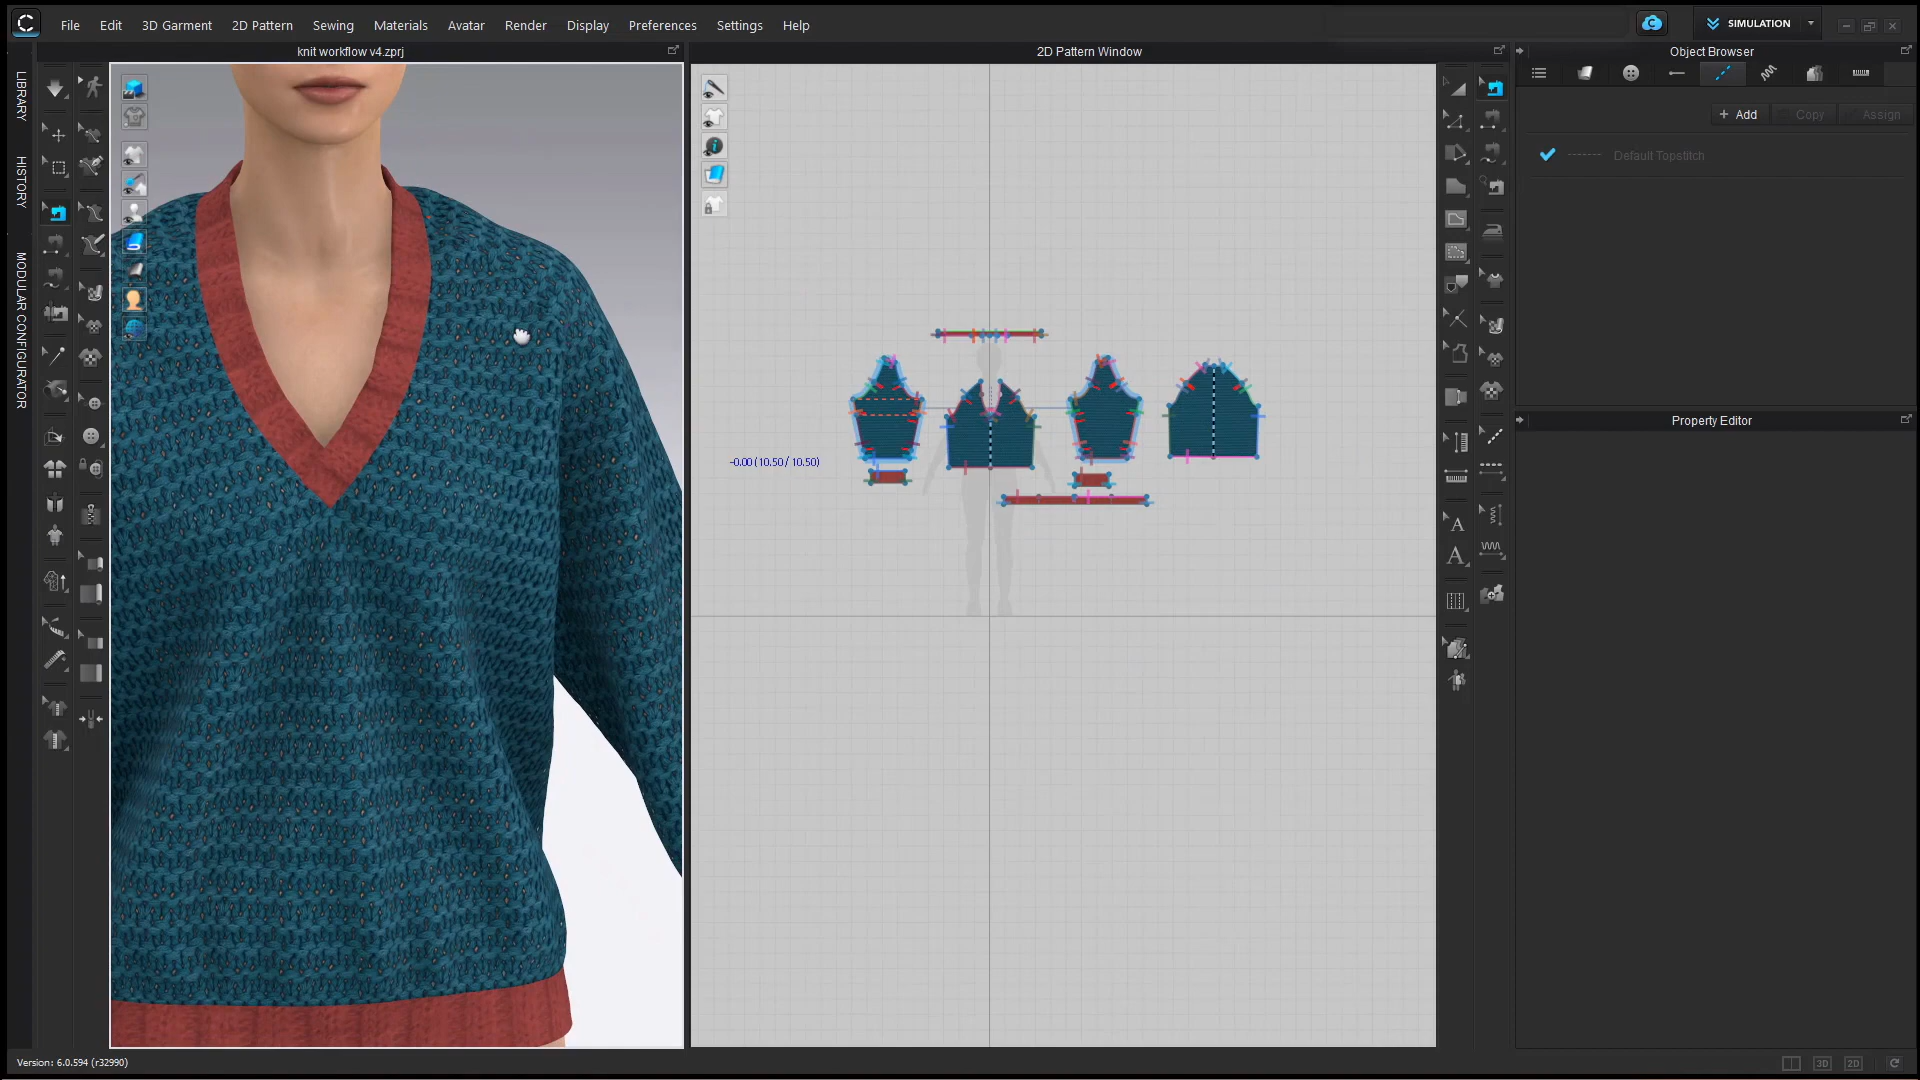 File Edit 3D Garment 2D Pattern Sewing Materials Avatar Render Display Preferences Settings Help
SIMULATION
knit workflow v4.zprj
2D Pattern Window
Object Browser
LIBRARY
HISTORY
MODULAR CONFIGURATOR
+ Add Copy Assign
Default Topstitch
Property Editor
-0.00 (10.50 / 10.50)
A
A
3D 2D
Version: 6.0.594 (r32990)